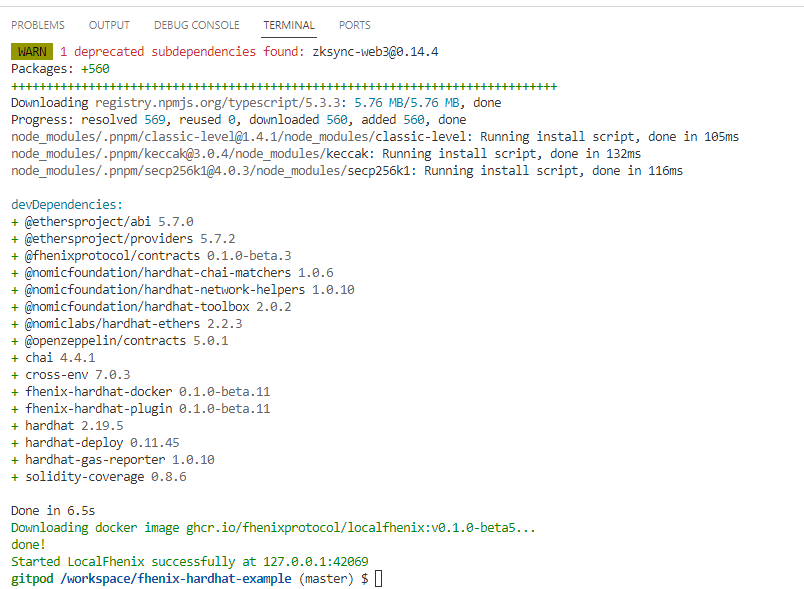 PROBLEMS OUTPUT DEBUG CONSOLE TERMINAL PORTS
WARN 1 deprecated subdependencies found: zksync-web3@0.14.4
Packages: +560
++++++++++++++++++++++++++++++++++++++++++++++++++++++++++++++++++++++++++++++
Downloading registry.npmjs.org/typescript/5.3.3: 5.76 MB/5.76 MB, done
Progress: resolved 569, reused 0, downloaded 560, added 560, done
node_modules/.pnpm/classic-level@1.4.1/node_modules/classic-level: Running install script, done in 105ms
node_modules/.pnpm/keccak@3.0.4/node_modules/keccak: Running install script, done in 132ms
node_modules/.pnpm/secp256k1@4.0.3/node_modules/secp256k1: Running install script, done in 116ms
devDependencies:
+ @ethersproject/abi 5.7.0
+ @ethersproject/providers 5.7.2
+ @fhenixprotocol/contracts 0.1.0-beta.3
+ @nomicfoundation/hardhat-chai-matchers 1.0.6
+ @nomicfoundation/hardhat-network-helpers 1.0.10
+ @nomicfoundation/hardhat-toolbox 2.0.2
+ @nomiclabs/hardhat-ethers 2.2.3
+ @openzeppelin/contracts 5.0.1
+ chai 4.4.1
+ cross-env 7.0.3
+ fhenix-hardhat-docker 0.1.0-beta.11
+ fhenix-hardhat-plugin 0.1.0-beta.11
+ hardhat 2.19.5
+ hardhat-deploy 0.11.45
+ hardhat-gas-reporter 1.0.10
+ solidity-coverage 0.8.6
Done in 6.5s
Downloading docker image ghcr.io/fhenixprotocol/localfhenix:v0.1.0-beta5...
done!
Started LocalFhenix successfully at 127.0.0.1:42069
gitpod /workspace/fhenix-hardhat-example (master) $